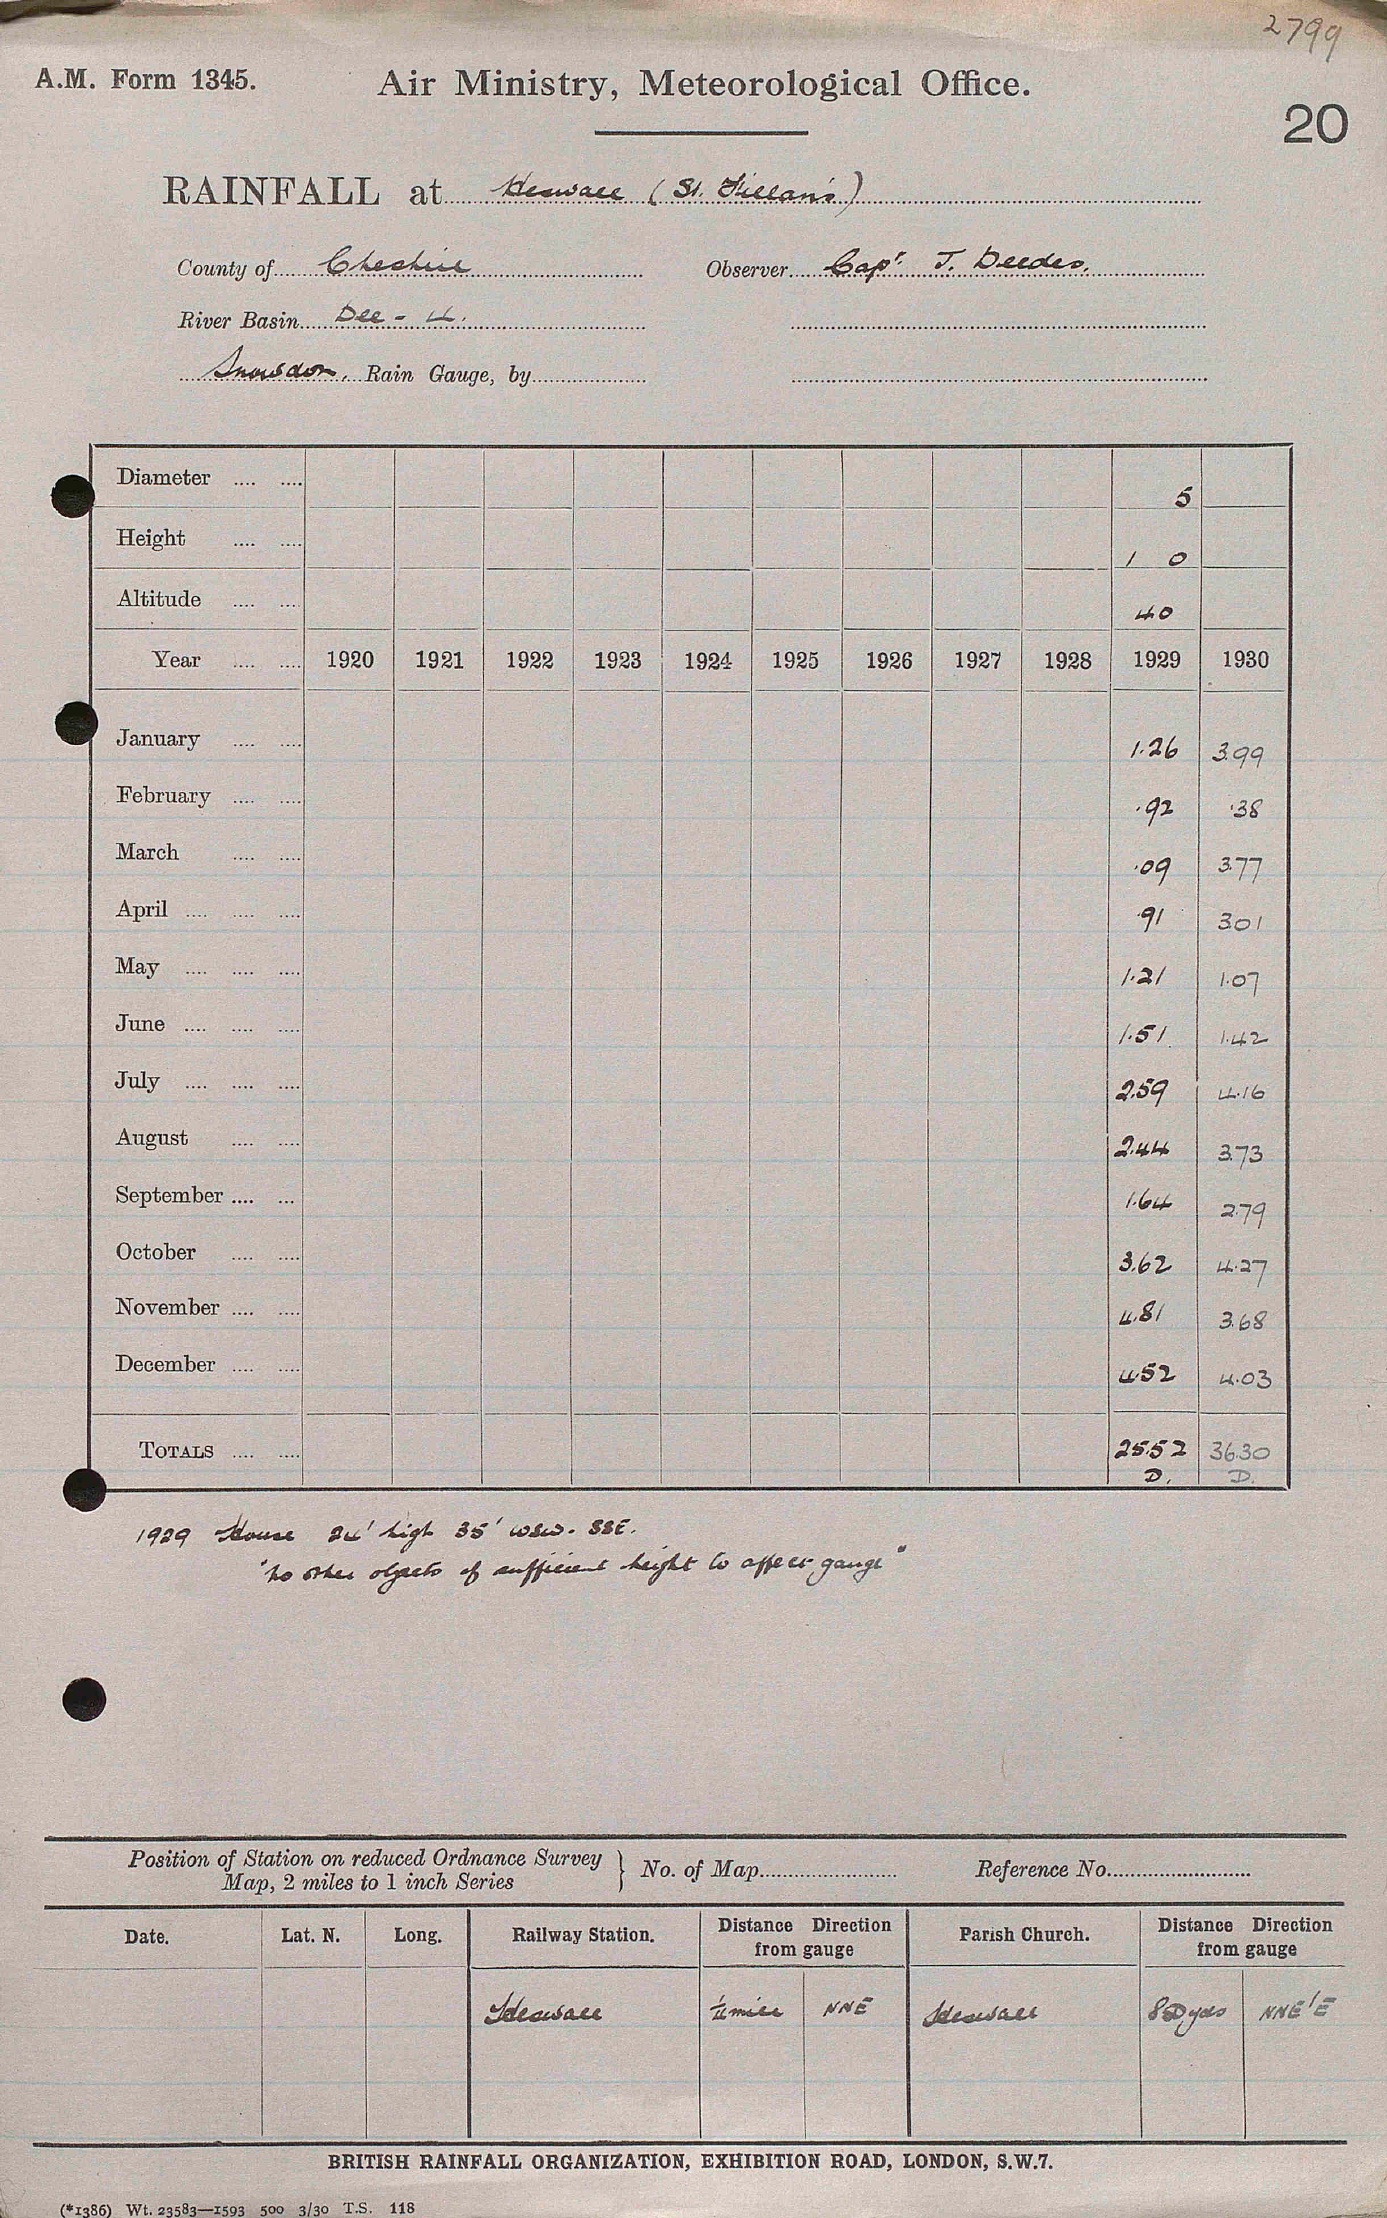 2799
A.M. Form 1345.
Air Ministry, Meteorological Office.
20
RAINFALL at Heswall (St. Killan's)
County of Cheshire Observer Capt. J. Deedes.
River Basin Dee - 4.
Snowdon. Rain Gauge, by
Diameter .... .... 5
Height .... .... 1 0
Altitude .... .... 40
Year .... .... 1920 1921 1922 1923 1924 1925 1926 1927 1928 1929 1930
January .... .... 1.26 3.99
February .... .... .92 .38
March .... .... .09 3.77
April .... .... .... .91 3.01
May .... .... .... 1.21 1.07
June .... .... .... 1.51 1.42
July .... .... .... 2.59 4.16
August .... .... 2.44 3.73
September .... ... 1.64 2.79
October .... .... 3.62 4.27
November .... .... 4.81 3.68
December .... .... 4.52 4.03
TOTALS .... .... 25.52 36.30
D. D.
1929 House 24' high 35' WSW - SSE.
"No other objects of sufficient height to affect gauge"
Position of Station on reduced Ordnance Survey
Map, 2 miles to 1 inch Series } No. of Map Reference No.
Date. Lat. N. Long. Railway Station. Distance Direction from gauge Parish Church. Distance Direction from gauge
Heswall ¼ mile NNE Heswall yds NNE'E
BRITISH RAINFALL ORGANIZATION, EXHIBITION ROAD, LONDON, S.W.7.
(*1386) Wt. 23583—1593 500 3/30 T.S. 118